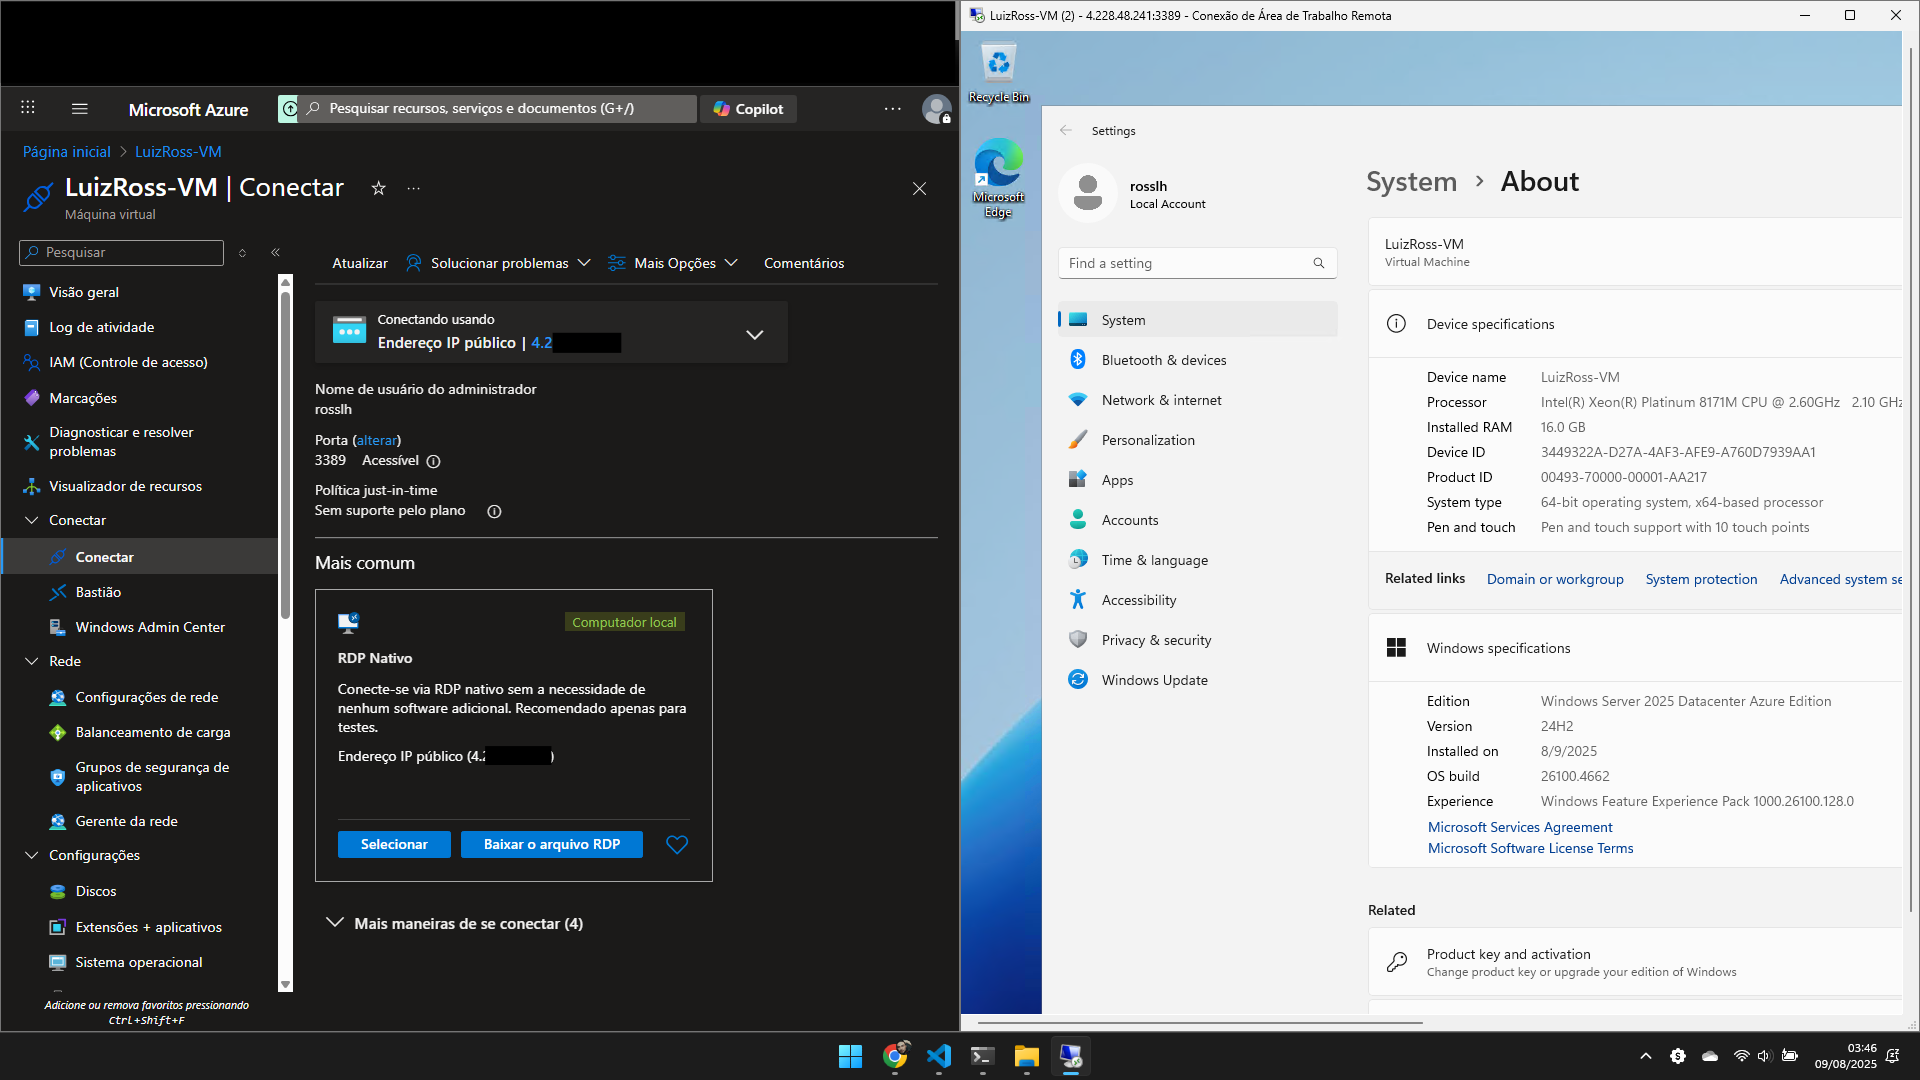 Microsoft Azure
Pesquisar recursos, serviços e documentos (G+/)
Copilot
Página inicial > LuizRoss-VM
LuizRoss-VM | Conectar
Máquina virtual
Pesquisar
Visão geral
Log de atividade
IAM (Controle de acesso)
Marcações
Diagnosticar e resolver
problemas
Visualizador de recursos
Conectar
Conectar
Bastião
Windows Admin Center
Rede
Configurações de rede
Balanceamento de carga
Grupos de segurança de
aplicativos
Gerente da rede
Configurações
Discos
Extensões + aplicativos
Sistema operacional
Adicione ou remova favoritos pressionando
Ctrl+Shift+F
Atualizar
Solucionar problemas
Mais Opções
Comentários
Conectando usando
Endereço IP público | 4.2
Nome de usuário do administrador
rosslh
Porta (alterar)
3389 Acessível
Política just-in-time
Sem suporte pelo plano
Mais comum
Computador local
RDP Nativo
Conecte-se via RDP nativo sem a necessidade de
nenhum software adicional. Recomendado apenas para
testes.
Endereço IP público (4.2 )
Selecionar
Baixar o arquivo RDP
Mais maneiras de se conectar (4)
LuizRoss-VM (2) - 4.228.48.241:3389 - Conexão de Área de Trabalho Remota
Recycle Bin
Microsoft
Edge
Settings
rosslh
Local Account
Find a setting
System
Bluetooth & devices
Network & internet
Personalization
Apps
Accounts
Time & language
Accessibility
Privacy & security
Windows Update
System > About
LuizRoss-VM
Virtual Machine
Device specifications
Device name LuizRoss-VM
Processor Intel(R) Xeon(R) Platinum 8171M CPU @ 2.60GHz 2.10 GHz
Installed RAM 16.0 GB
Device ID 3449322A-D27A-4AF3-AFE9-A760D7939AA1
Product ID 00493-70000-00001-AA217
System type 64-bit operating system, x64-based processor
Pen and touch Pen and touch support with 10 touch points
Related links Domain or workgroup System protection Advanced system se
Windows specifications
Edition Windows Server 2025 Datacenter Azure Edition
Version 24H2
Installed on 8/9/2025
OS build 26100.4662
Experience Windows Feature Experience Pack 1000.26100.128.0
Microsoft Services Agreement
Microsoft Software License Terms
Related
Product key and activation
Change product key or upgrade your edition of Windows
03:46
09/08/2025